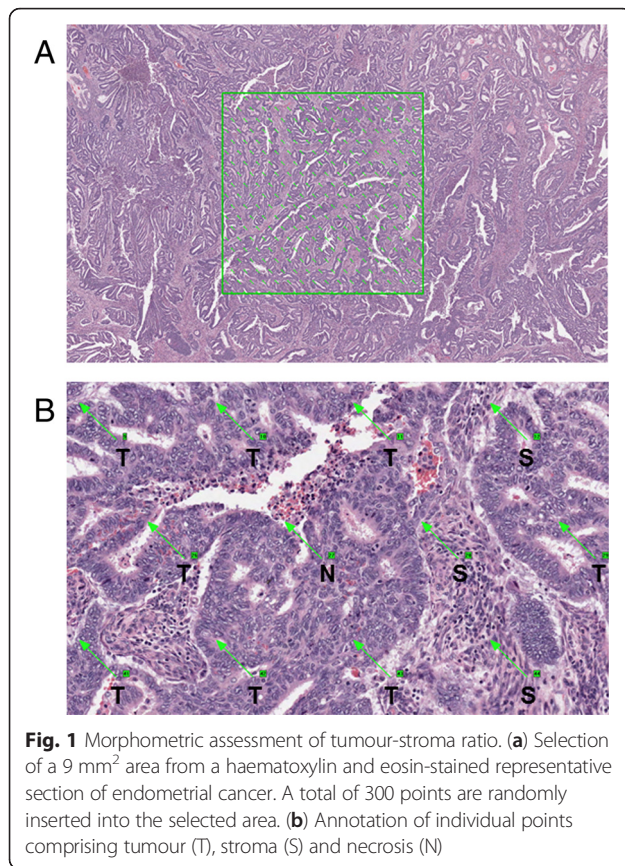 A
B
T T T S
T N S T
T T T S
Fig. 1 Morphometric assessment of tumour-stroma ratio. (a) Selection
of a 9 mm² area from a haematoxylin and eosin-stained representative
section of endometrial cancer. A total of 300 points are randomly
inserted into the selected area. (b) Annotation of individual points
comprising tumour (T), stroma (S) and necrosis (N)